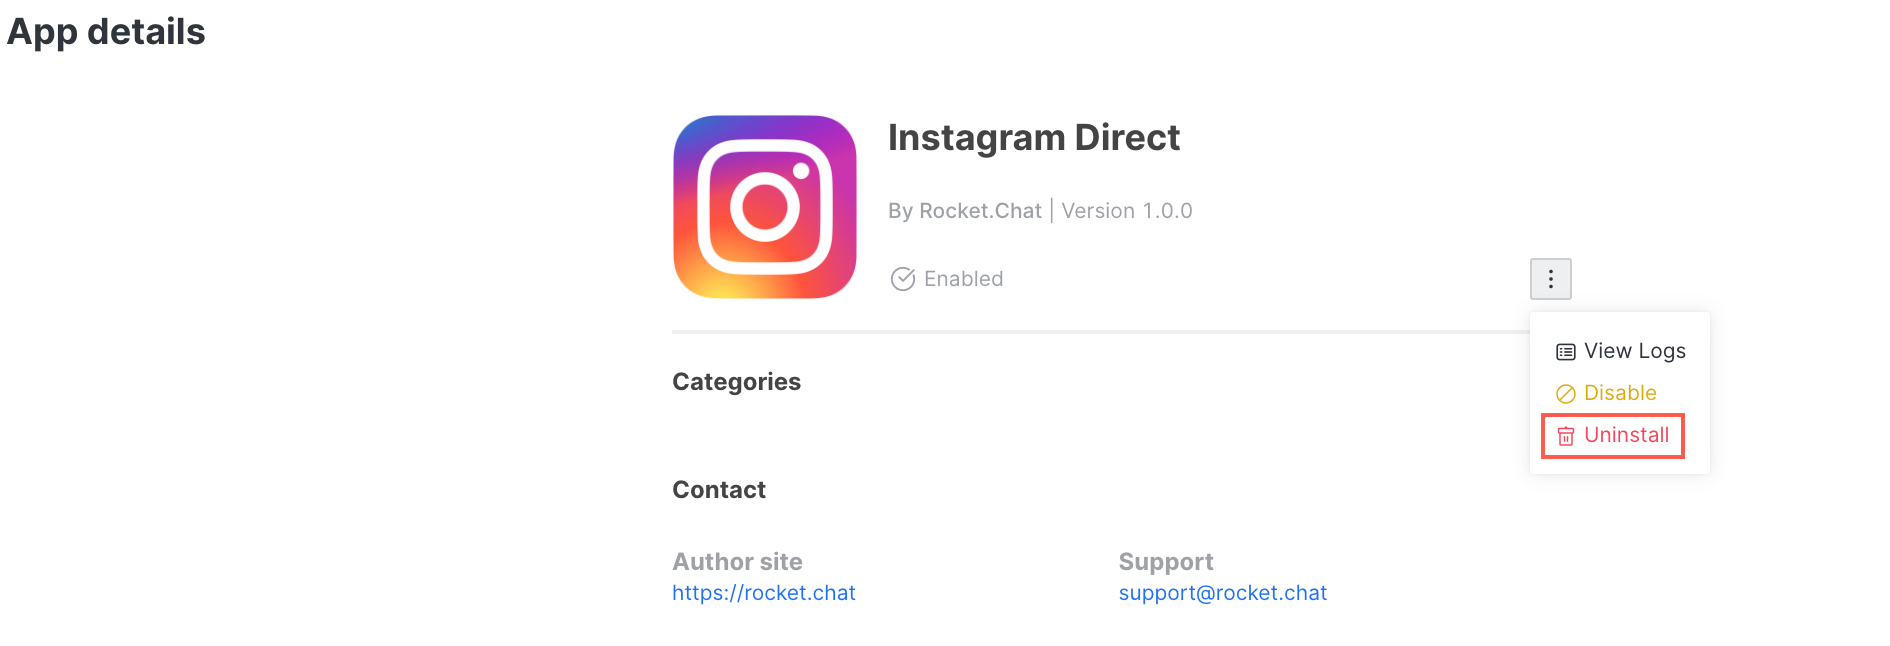 App details
Instagram Direct
By Rocket.Chat | Version 1.0.0
Enabled
View Logs
Disable
Uninstall
Categories
Contact
Author site
https://rocket.chat
Support
support@rocket.chat